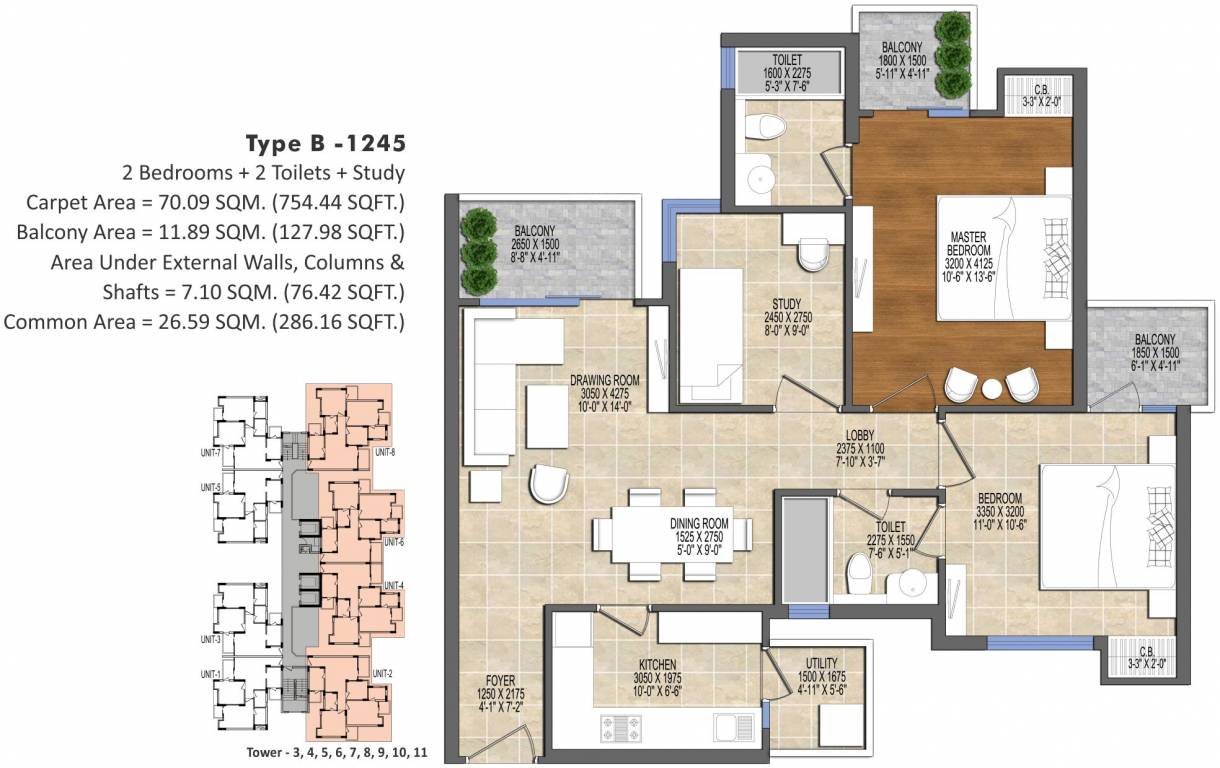 Type B -1245
2 Bedrooms + 2 Toilets + Study
Carpet Area = 70.09 SQM. (754.44 SQFT.)
Balcony Area = 11.89 SQM. (127.98 SQFT.)
Area Under External Walls, Columns &
Shafts = 7.10 SQM. (76.42 SQFT.)
Common Area = 26.59 SQM. (286.16 SQFT.)
UNIT-7
UNIT-8
UNIT-5
UNIT-6
UNIT-4
UNIT-3
UNIT-1
UNIT-2
Tower - 3, 4, 5, 6, 7, 8, 9, 10, 11
TOILET
1600 X 2275
5'-3" X 7'-6"
BALCONY
1800 X 1500
5'-11" X 4'-11"
C.B.
3-3" X 2'-0"
BALCONY
2650 X 1500
8'-8" X 4'-11"
MASTER
BEDROOM
3200 X 4125
10'-6" X 13'-6"
STUDY
2450 X 2750
8'-0" X 9'-0"
BALCONY
1850 X 1500
6'-1" X 4'-11"
DRAWING ROOM
3050 X 4275
10'-0" X 14'-0"
LOBBY
2375 X 1100
7'-10" X 3'-7"
BEDROOM
3350 X 3200
11'-0" X 10'-6"
DINING ROOM
1525 X 2750
5'-0" X 9'-0"
TOILET
2275 X 1550
7'-6" X 5'-1"
C.B.
3-3" X 2'-0"
KITCHEN
3050 X 1975
10'-0" X 6'-6"
UTILITY
1500 X 1675
4'-11" X 5'-6"
FOYER
1250 X 2175
4'-1" X 7'-2"